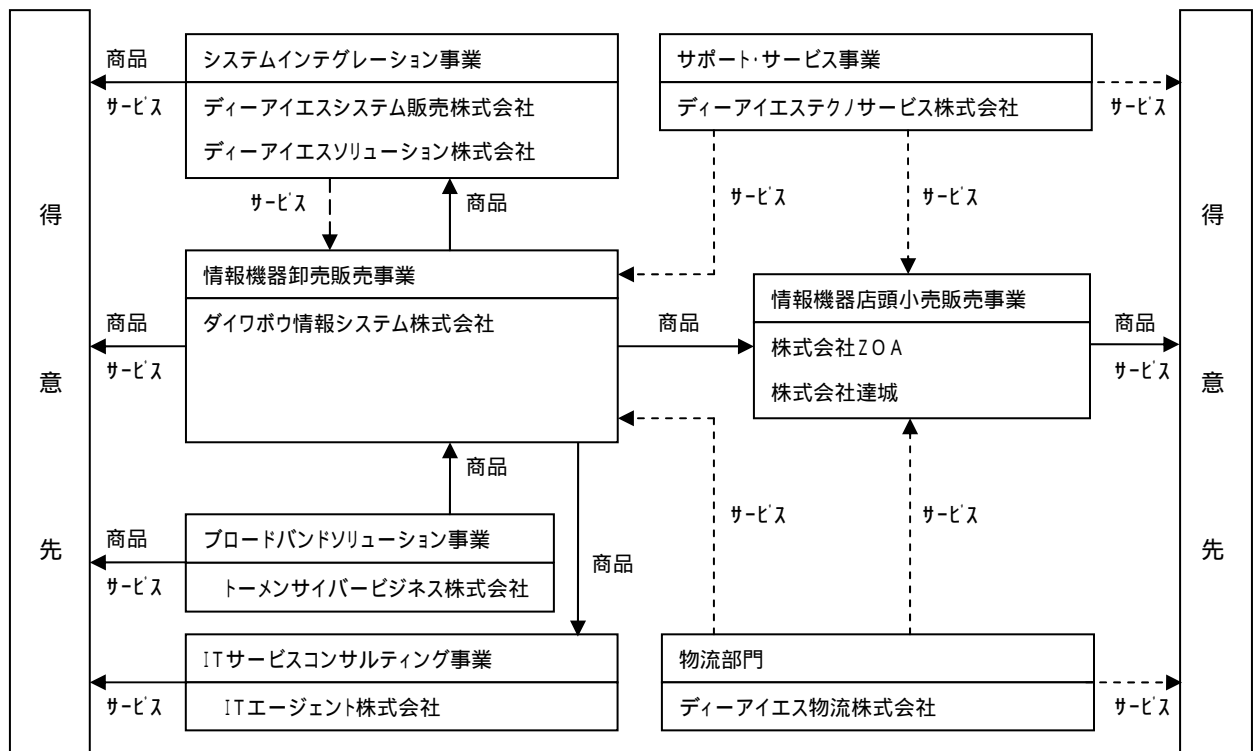 得
意
先
商品
サービス
システムインテグレーション事業
ディーアイエスシステム販売株式会社
ディーアイエスソリューション株式会社
サービス
商品
サポート・サービス事業
ディーアイエステクノサービス株式会社
サービス
サービス
サービス
商品
サービス
情報機器卸売販売事業
ダイワボウ情報システム株式会社
商品
情報機器店頭小売販売事業
株式会社ZOA
株式会社達城
商品
サービス
商品
サービス
サービス
商品
サービス
ブロードバンドソリューション事業
トーメンサイバービジネス株式会社
商品
サービス
ITサービスコンサルティング事業
ITエージェント株式会社
物流部門
ディーアイエス物流株式会社
サービス
得
意
先